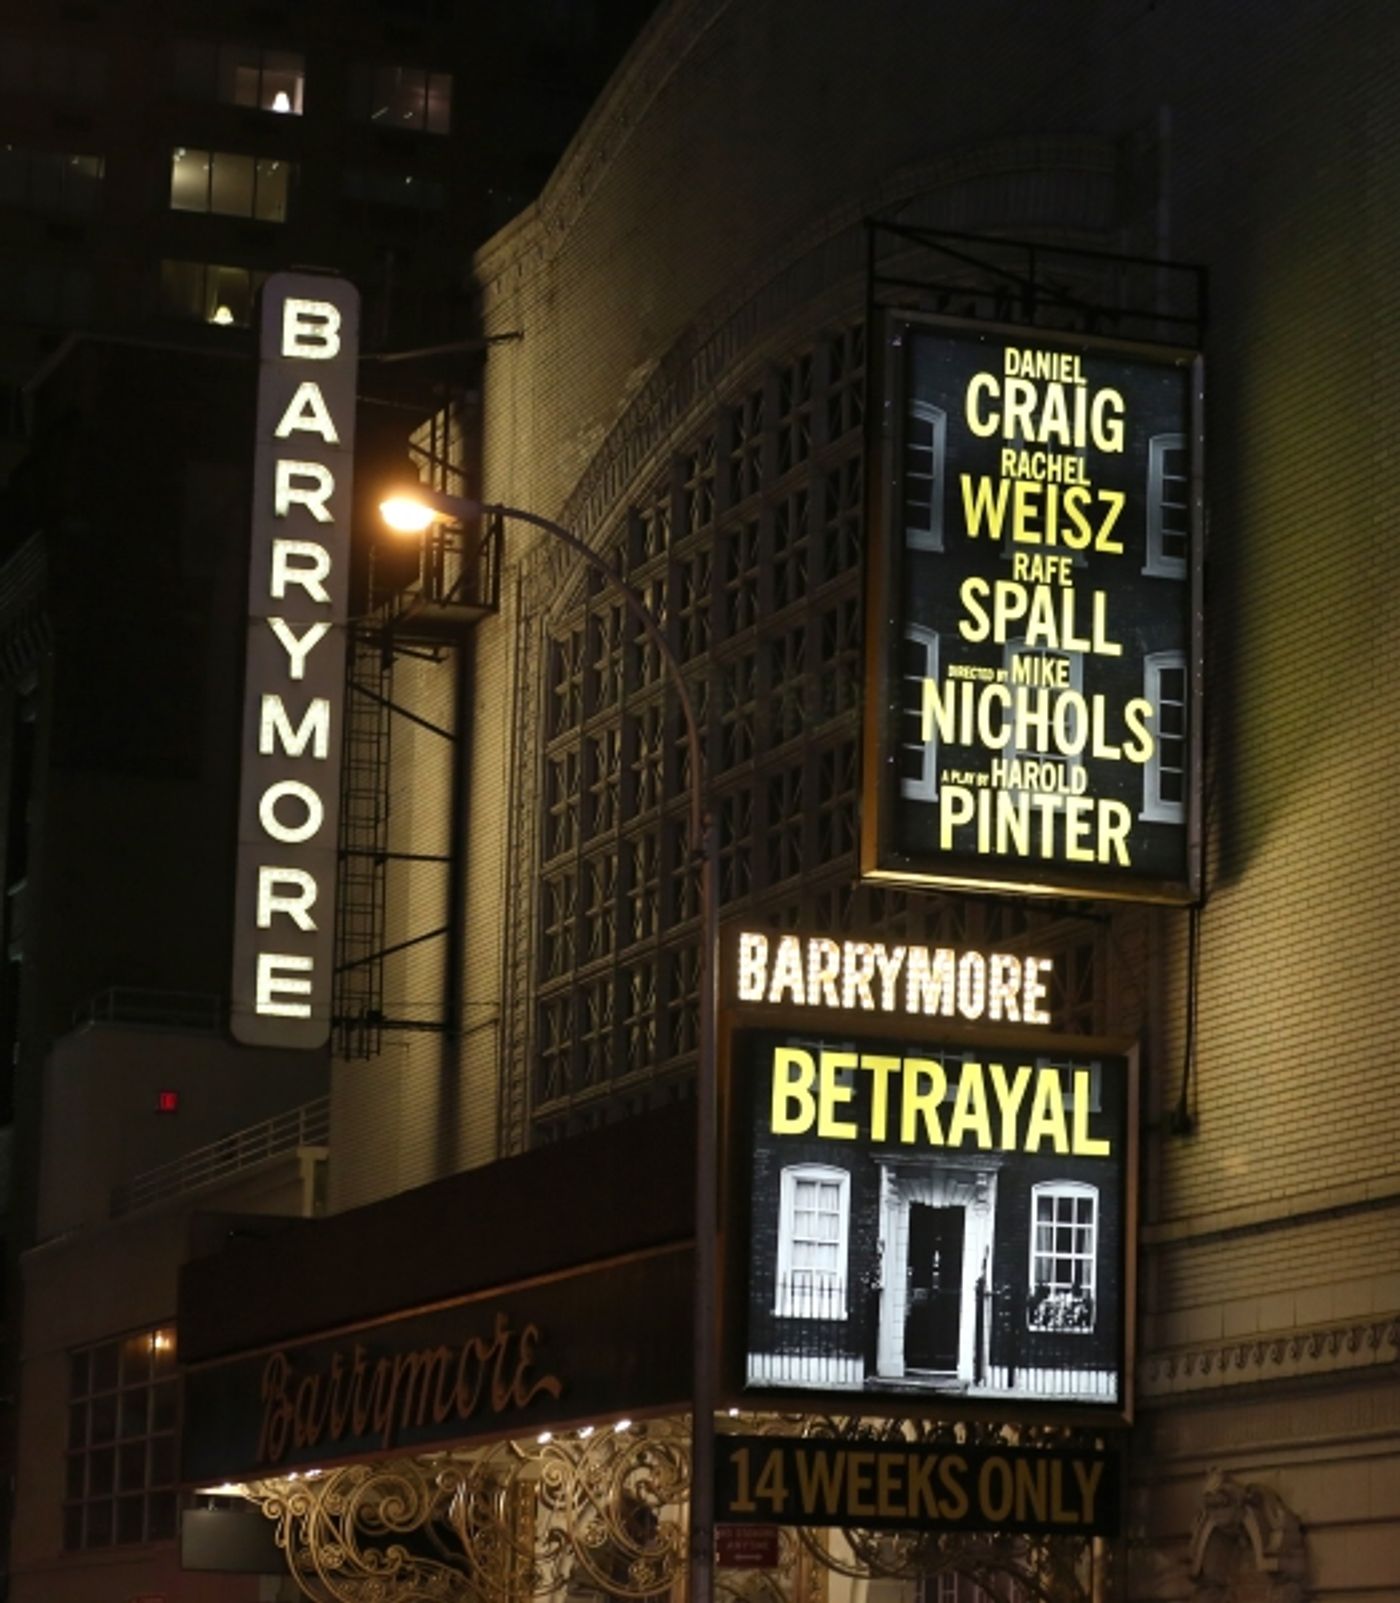 BARRYMORE
DANIEL
CRAIG
RACHEL
WEISZ
RAFE
SPALL
DIRECTED BY MIKE
NICHOLS
A PLAY BY HAROLD
PINTER
BARRYMORE
BETRAYAL
Barrymore
14 WEEKS ONLY